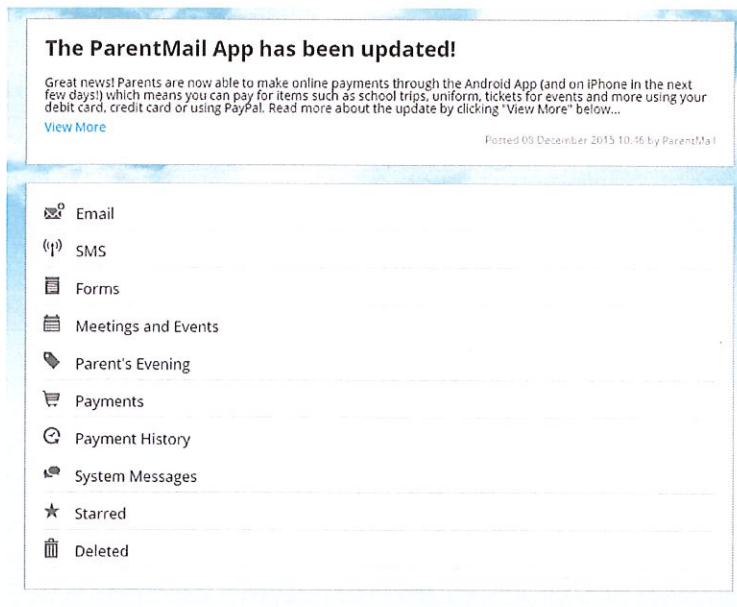 The ParentMail App has been updated!
Great news! Parents are now able to make online payments through the Android App (and on iPhone in the next
few days!) which means you can pay for items such as school trips, uniform, tickets for events and more using your
debit card, credit card or using PayPal. Read more about the update by clicking "View More" below...
View More
Posted 08 December 2015 10:46 by ParentMail
Email
SMS
Forms
Meetings and Events
Parent's Evening
Payments
Payment History
System Messages
Starred
Deleted